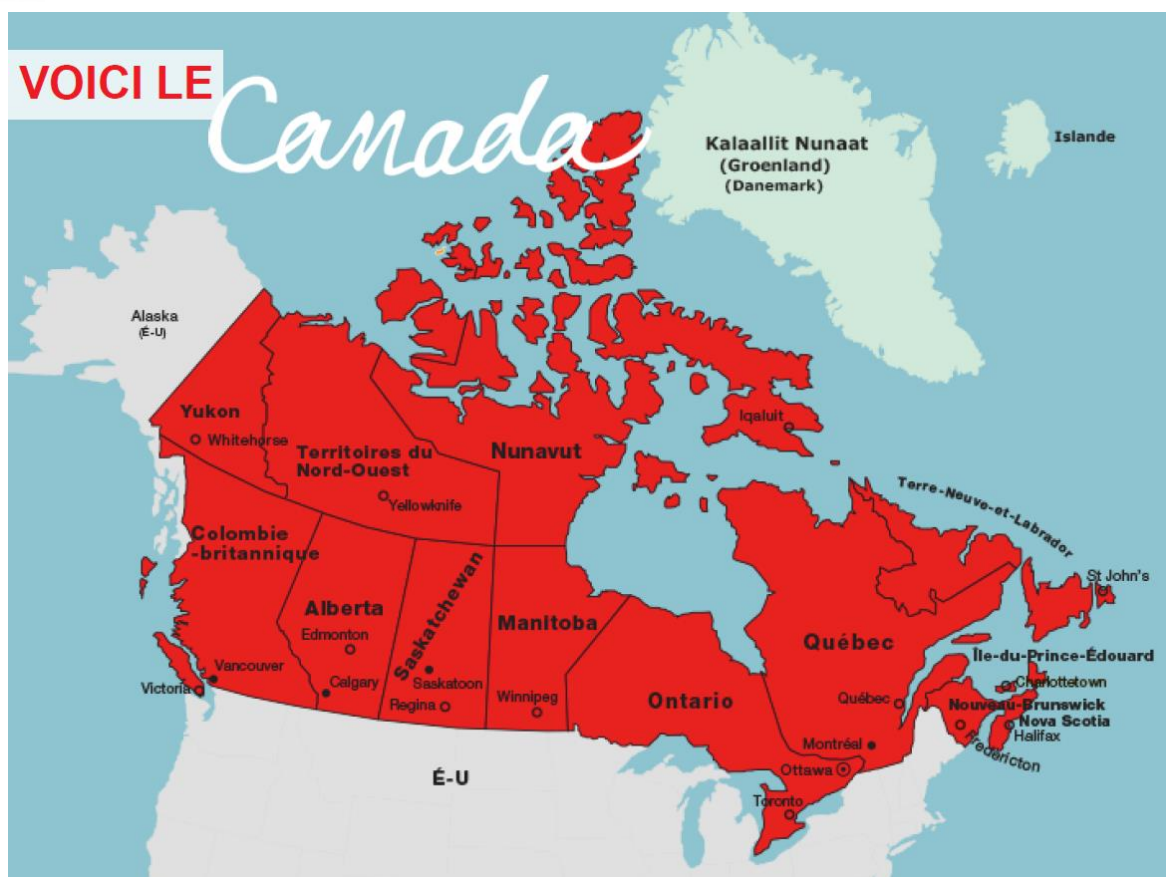 VOICI LE
Canada
Kalaallit Nunaat
(Groenland)
(Danemark)
Islande
Alaska
(É-U)
Yukon
Whitehorse
Territoires du
Nord-Ouest
Yellowknife
Nunavut
Iqaluit
Terre-Neuve-et-Labrador
St John's
Colombie
-britannique
Vancouver
Victoria
Alberta
Edmonton
Calgary
Saskatchewan
Saskatoon
Regina
Manitoba
Winnipeg
Ontario
Ottawa
Toronto
Québec
Québec
Montréal
Île-du-Prince-Édouard
Charlottetown
Nouveau-Brunswick
Fredericton
Nova Scotia
Halifax
É-U